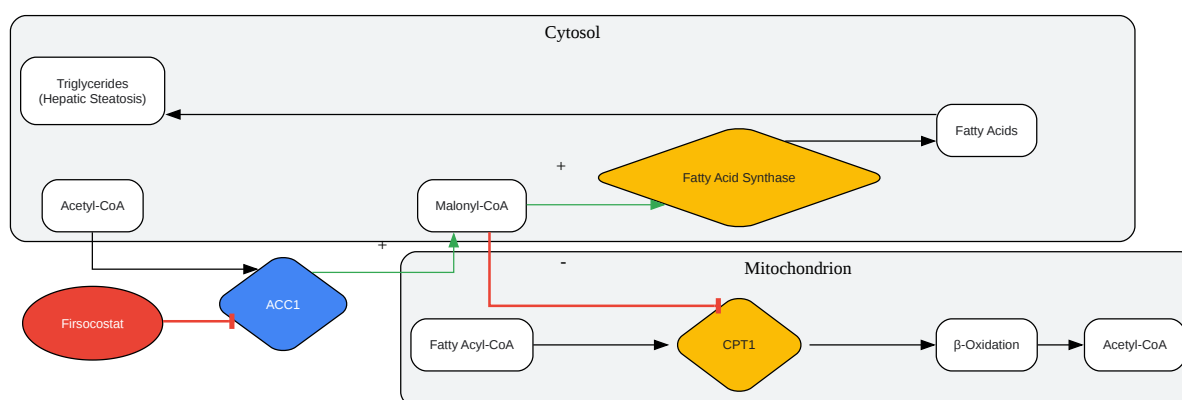 Cytosol
Triglycerides
(Hepatic Steatosis)
Fatty Acids
+
Fatty Acid Synthase
Acetyl-CoA
Malonyl-CoA
+
-
Mitochondrion
ACC1
Firsocostat
Fatty Acyl-CoA
CPT1
β-Oxidation
Acetyl-CoA